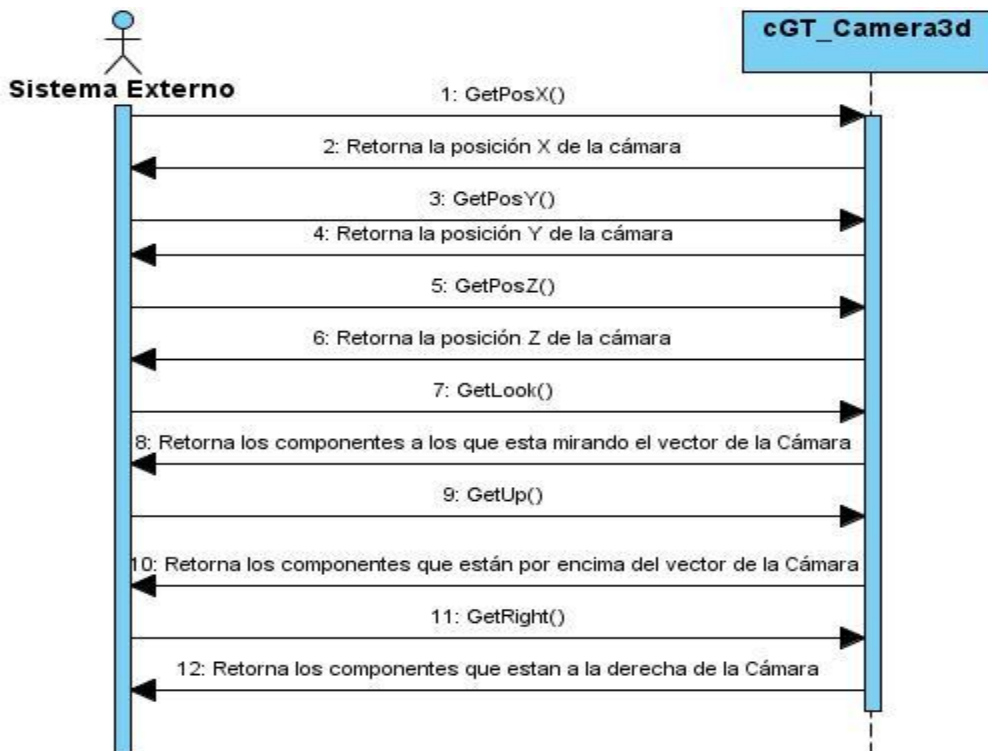 cGT_Camera3d
Sistema Externo
1: GetPosX()
2: Retorna la posición X de la cámara
3: GetPosY()
4: Retorna la posición Y de la cámara
5: GetPosZ()
6: Retorna la posición Z de la cámara
7: GetLook()
8: Retorna los componentes a los que esta mirando el vector de la Cámara
9: GetUp()
10: Retorna los componentes que están por encima del vector de la Cámara
11: GetRight()
12: Retorna los componentes que estan a la derecha de la Cámara